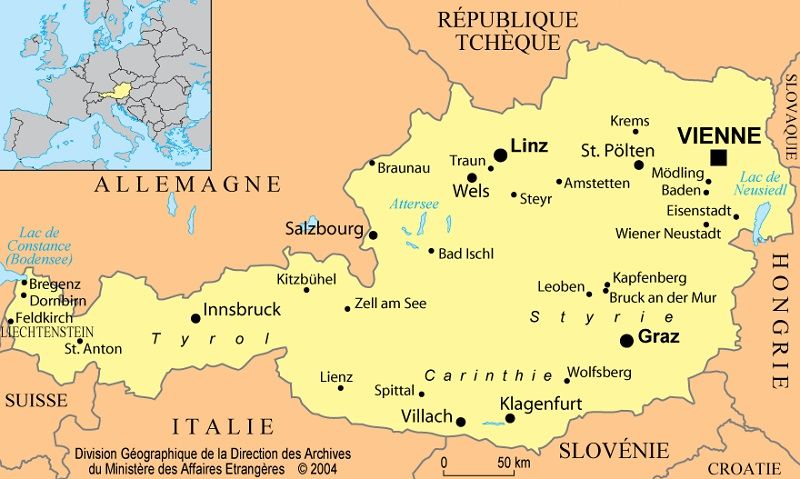 RÉPUBLIQUE
TCHÈQUE
SLOVAQUIE
Krems
VIENNE
Linz
St. Pölten
Traun
Braunau
Wels
Mödling
Amstetten
Baden
Lac de
Neusiedl
ALLEMAGNE
Steyr
Attersee
Eisenstadt
Salzbourg
Wiener Neustadt
Lac de
Constance
(Bodensee)
Bad Ischl
HONGRIE
Kitzbühel
Bregenz
Dornbirn
Kapfenberg
Leoben
Bruck an der Mur
Zell am See
Innsbruck
Feldkirch
LIECHTENSTEIN
Styrie
Tyrol
Graz
St. Anton
Lienz
Carinthie
Wolfsberg
Spittal
SUISSE
Klagenfurt
Villach
ITALIE
SLOVÉNIE
Division Géographique de la Direction des Archives
du Ministère des Affaires Etrangères © 2004
0 50 km
CROATIE